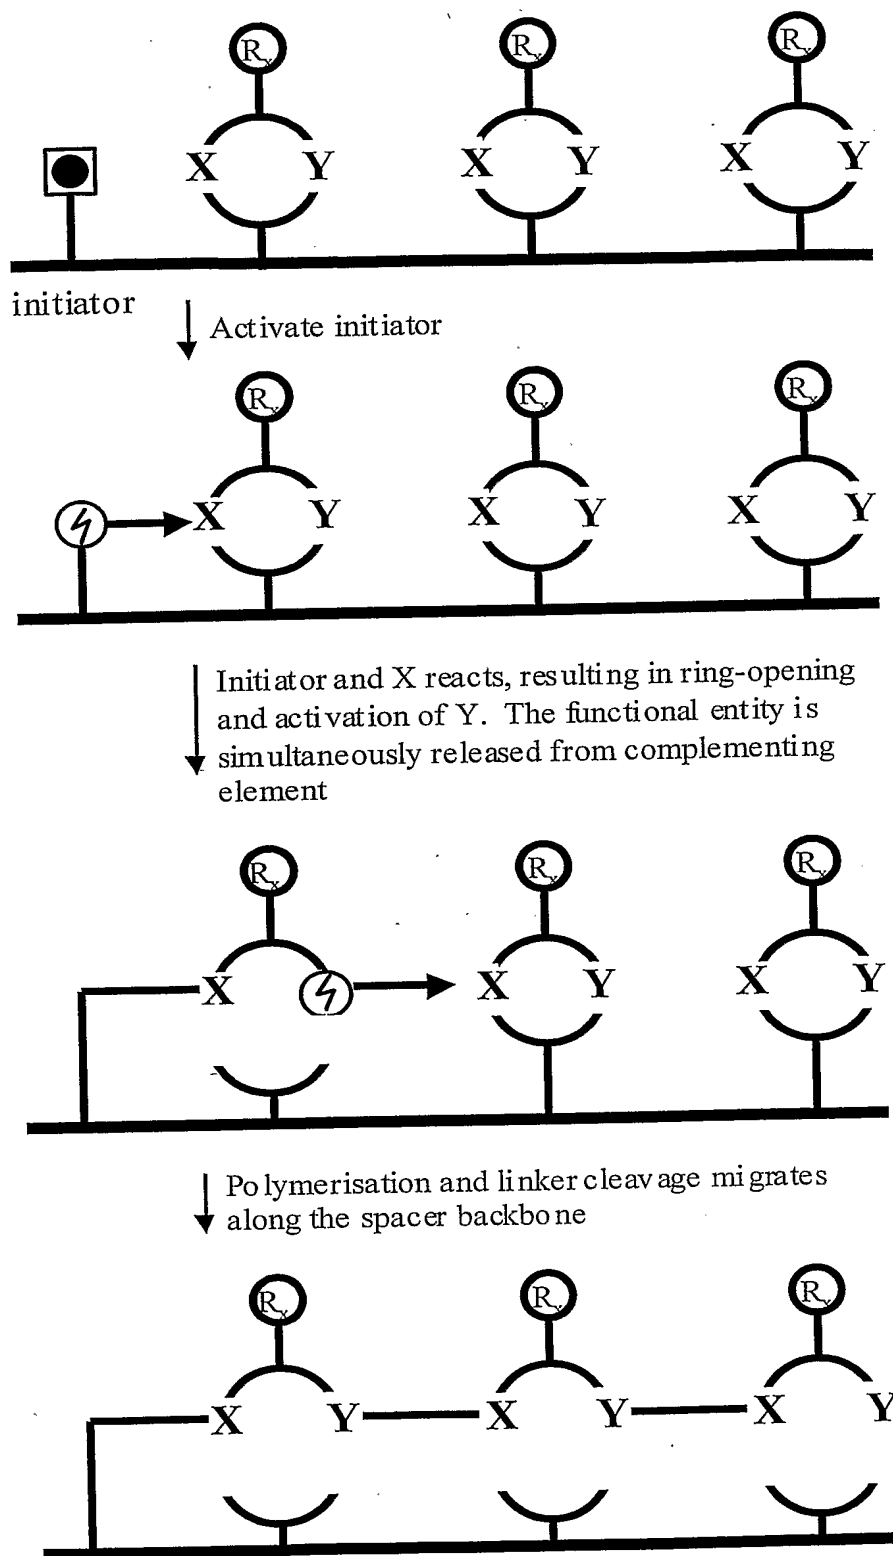 Rx Rx Rx
X Y X Y X Y
initiator
Activate initiator
Rx Rx Rx
X Y X Y X Y
Initiator and X reacts, resulting in ring-opening
and activation of Y. The functional entity is
simultaneously released from complementing
element
Rx Rx Rx
X X Y X Y
Polymerisation and linker cleavage migrates
along the spacer backbone
Rx Rx Rx
X Y X Y X Y